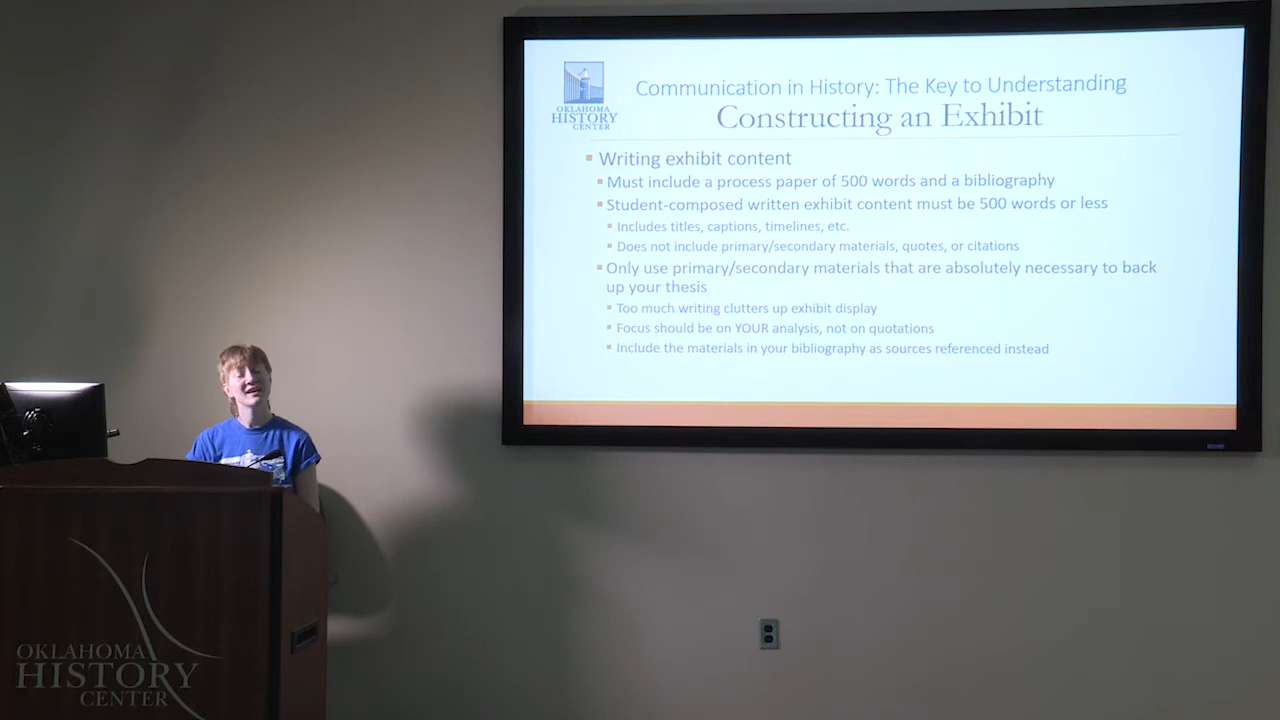 Communication in History: The Key to Understanding
OKLAHOMA
HISTORY
CENTER
Constructing an Exhibit
Writing exhibit content
Must include a process paper of 500 words and a bibliography
Student-composed written exhibit content must be 500 words or less
Includes titles, captions, timelines, etc.
Does not include primary/secondary materials, quotes, or citations
Only use primary/secondary materials that are absolutely necessary to back
up your thesis
Too much writing clutters up exhibit display
Focus should be on YOUR analysis, not on quotations
Include the materials in your bibliography as sources referenced instead
OKLAHOMA
HISTORY
CENTER